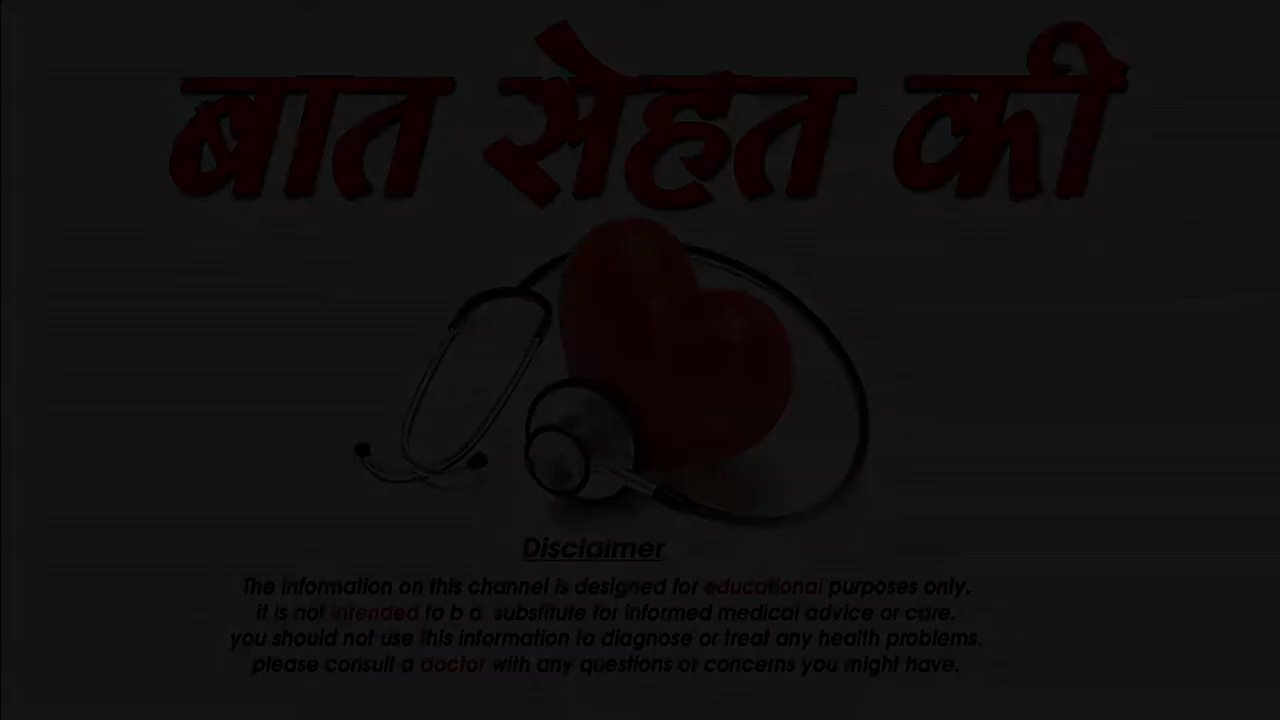 बात सेहत की
Disclaimer
The information on this channel is designed for educational purposes only.
it is not intended to b a substitute for informed medical advice or care.
you should not use this information to diagnose or treat any health problems.
please consult a doctor with any questions or concerns you might have.